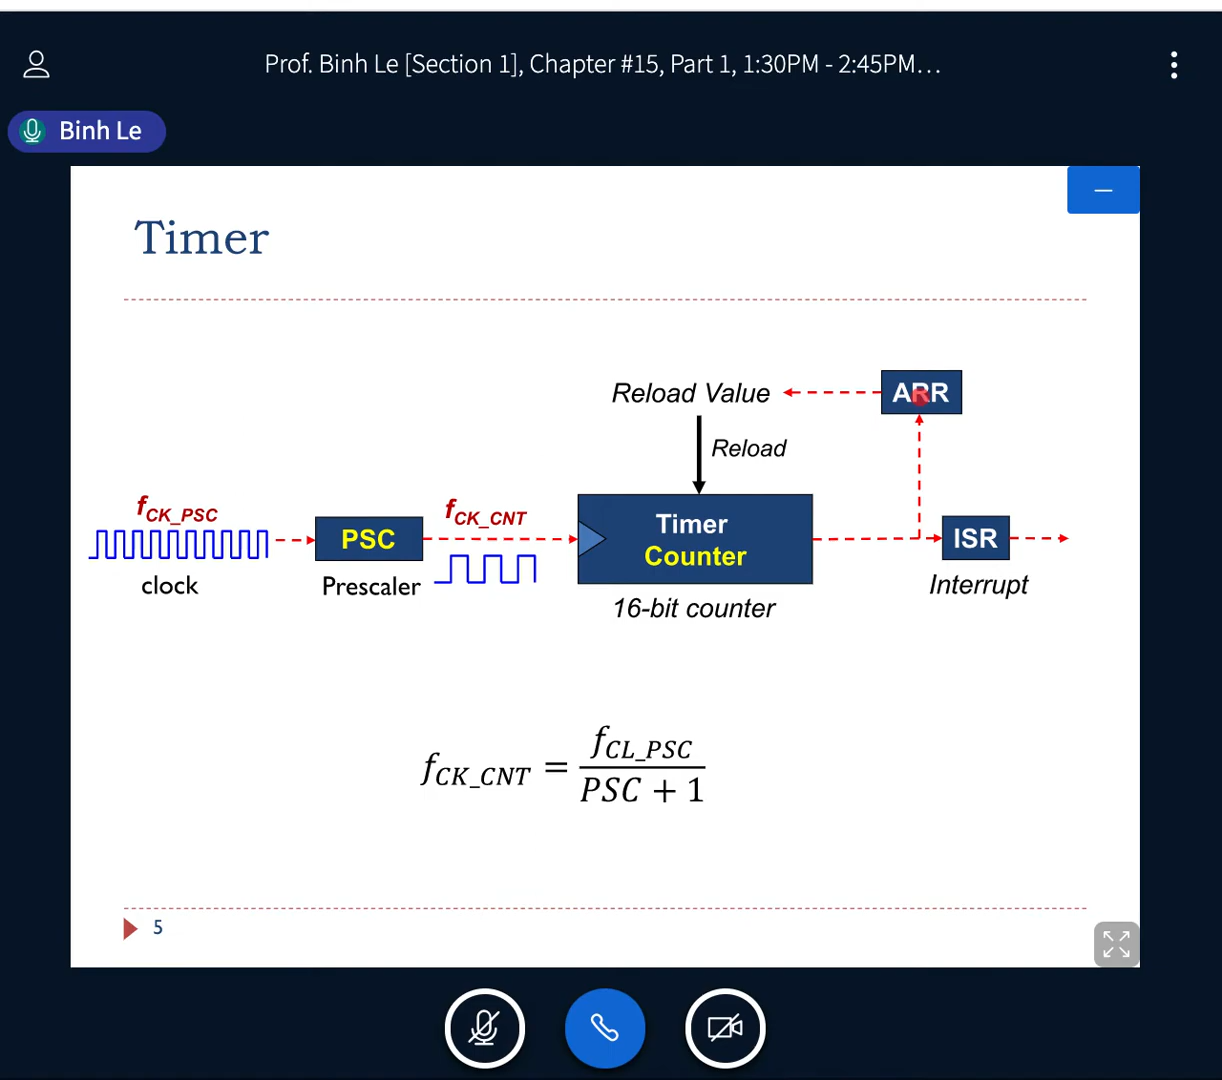 Prof. Binh Le [Section 1], Chapter #15, Part 1, 1:30PM - 2:45PM…
Binh Le
Timer
Reload Value
ARR
Reload
fCK_PSC
fCK_CNT
PSC
Timer
Counter
ISR
clock
Prescaler
16-bit counter
Interrupt
fCK_CNT = fCL_PSC / PSC + 1
5